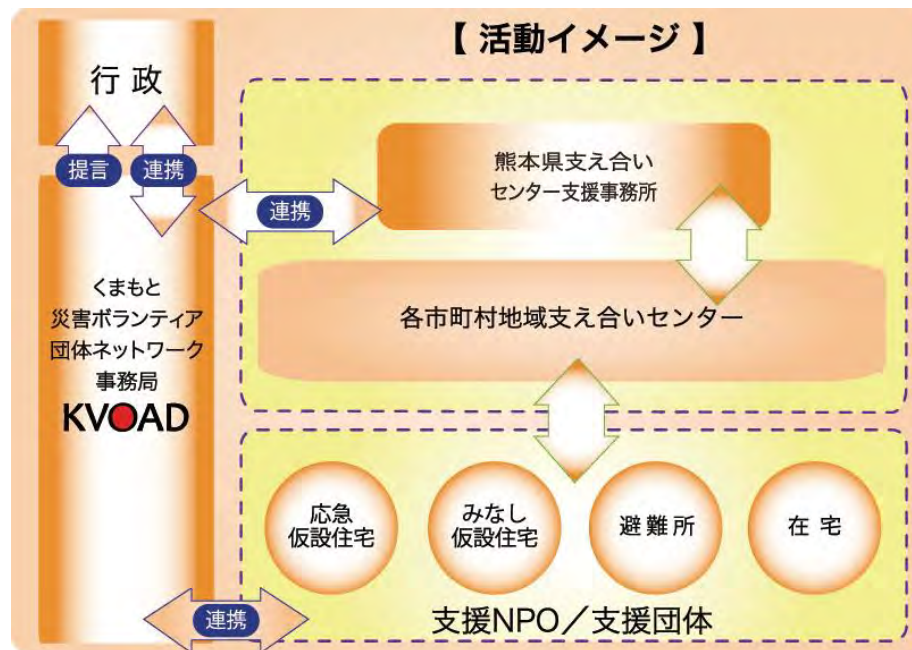 【 活動イメージ 】
行 政
提言
連携
連携
熊本県支え合い
センター支援事務所
各市町村地域支え合いセンター
くまもと
災害ボランティア
団体ネットワーク
事務局
KVOAD
応急
仮設住宅
みなし
仮設住宅
避難所
在 宅
連携
支援NPO／支援団体